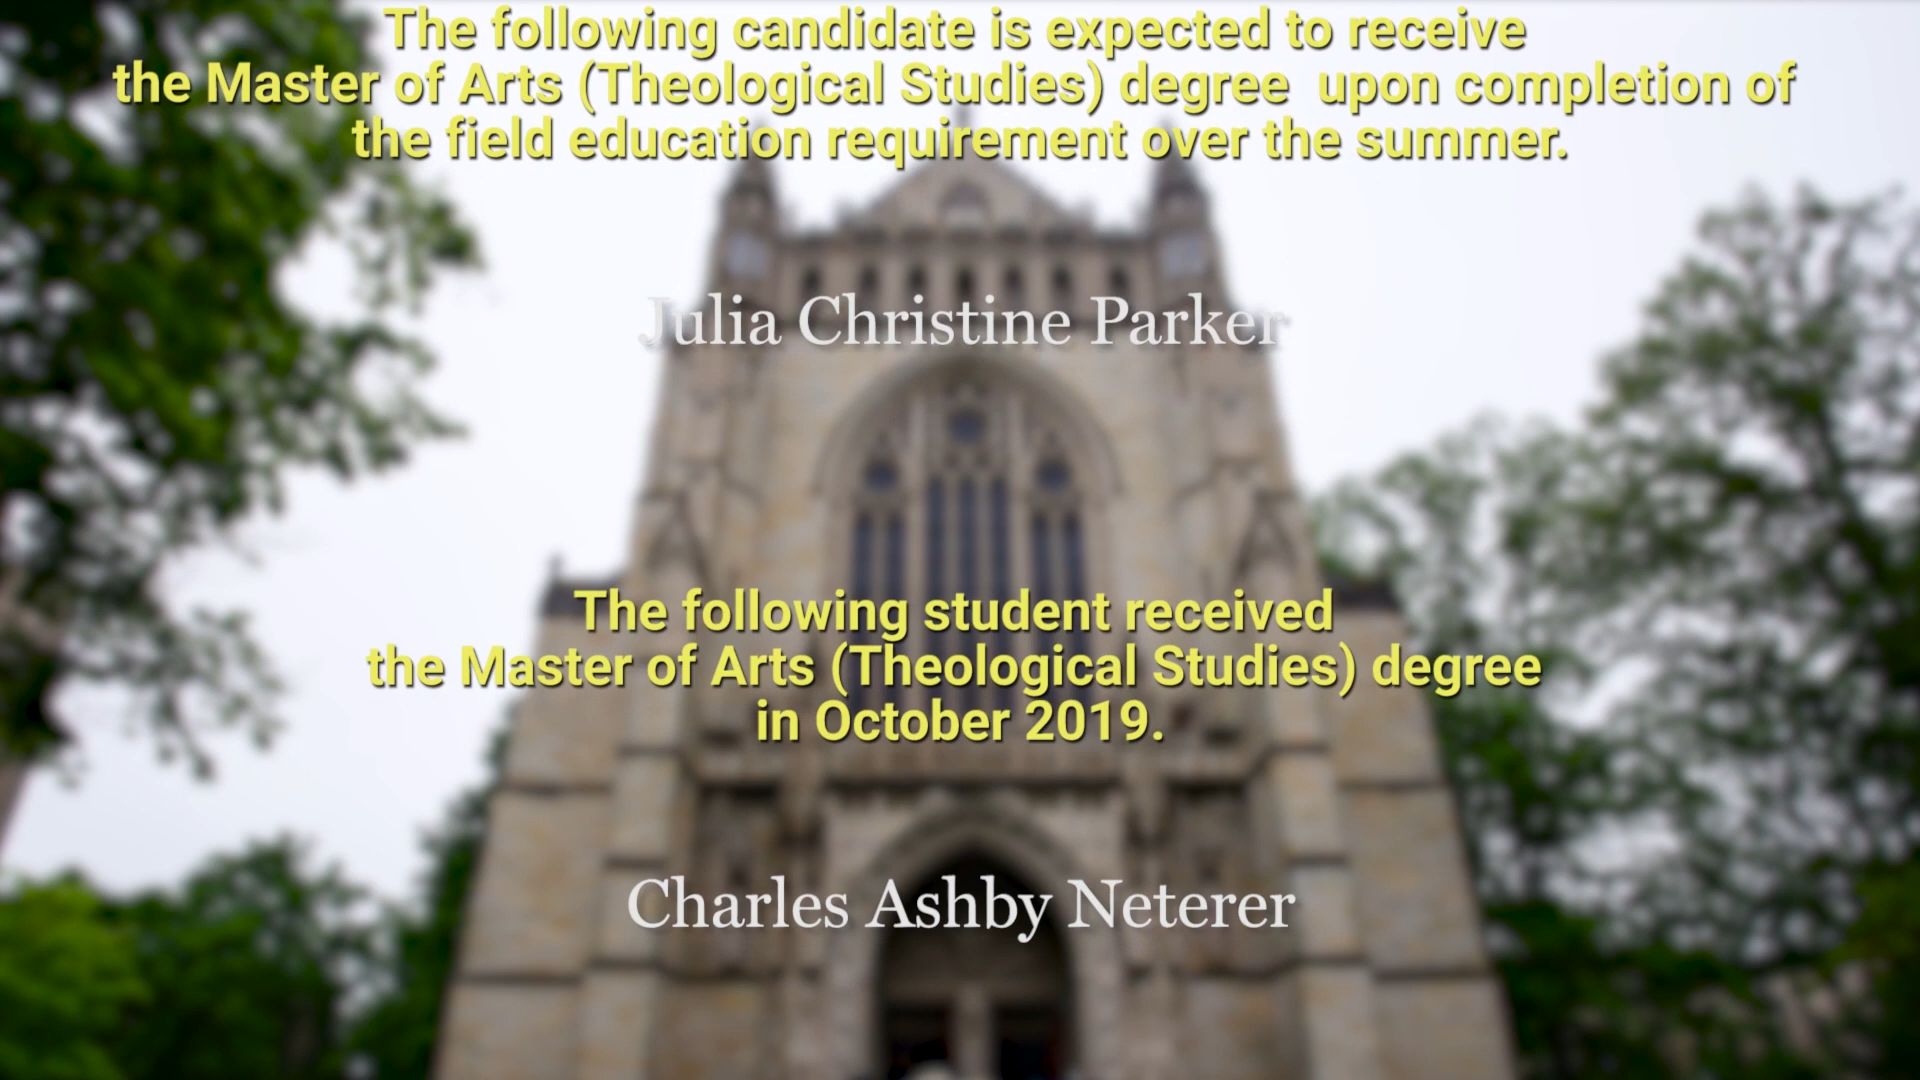 The following candidate is expected to receive
the Master of Arts (Theological Studies) degree  upon completion of
the field education requirement over the summer.
Julia Christine Parker
The following student received
the Master of Arts (Theological Studies) degree
in October 2019.
Charles Ashby Neterer